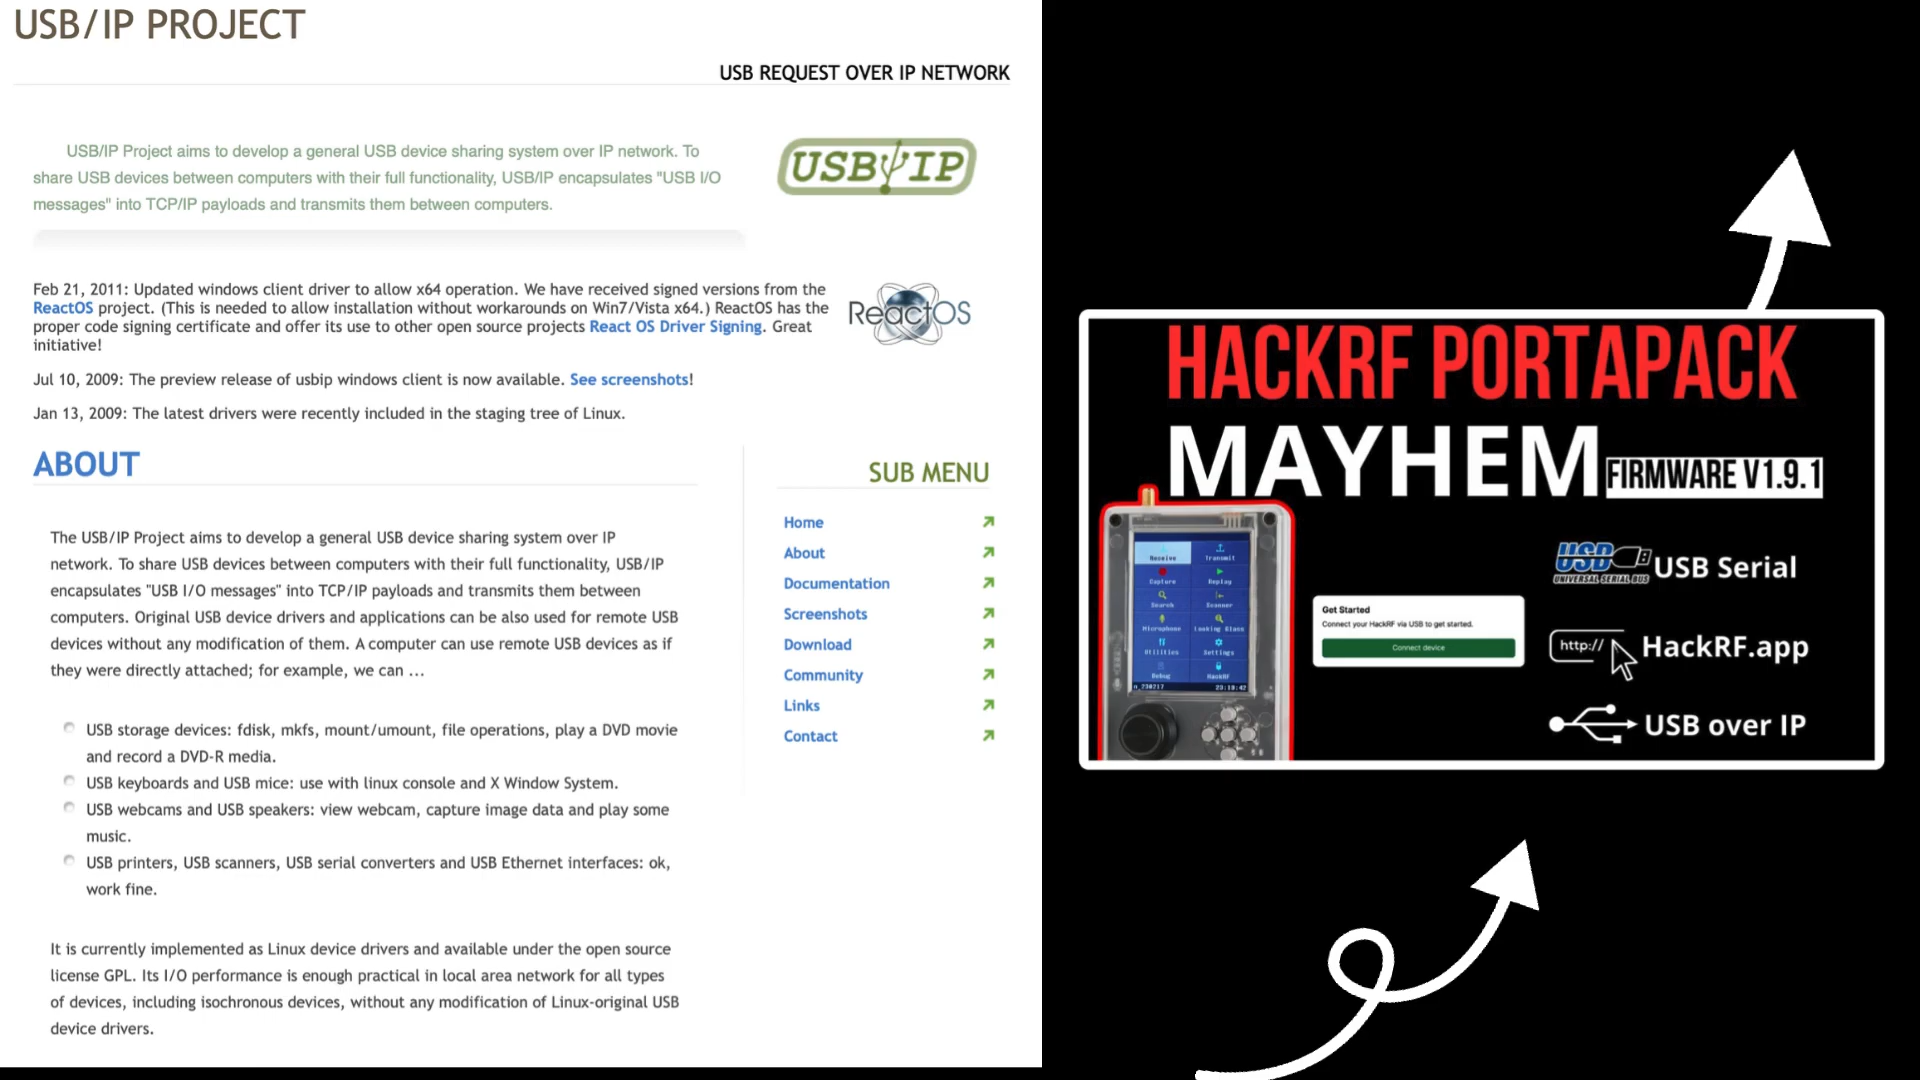 USB/IP PROJECT
USB REQUEST OVER IP NETWORK
USB/IP Project aims to develop a general USB device sharing system over IP network. To
share USB devices between computers with their full functionality, USB/IP encapsulates "USB I/O
messages" into TCP/IP payloads and transmits them between computers.
USB IP
Feb 21, 2011: Updated windows client driver to allow x64 operation. We have received signed versions from the
ReactOS project. (This is needed to allow installation without workarounds on Win7/Vista x64.) ReactOS has the
proper code signing certificate and offer its use to other open source projects React OS Driver Signing. Great
initiative!
ReactOS
Jul 10, 2009: The preview release of usbip windows client is now available. See screenshots!
Jan 13, 2009: The latest drivers were recently included in the staging tree of Linux.
ABOUT
The USB/IP Project aims to develop a general USB device sharing system over IP
network. To share USB devices between computers with their full functionality, USB/IP
encapsulates "USB I/O messages" into TCP/IP payloads and transmits them between
computers. Original USB device drivers and applications can be also used for remote USB
devices without any modification of them. A computer can use remote USB devices as if
they were directly attached; for example, we can ...
USB storage devices: fdisk, mkfs, mount/umount, file operations, play a DVD movie
and record a DVD-R media.
USB keyboards and USB mice: use with linux console and X Window System.
USB webcams and USB speakers: view webcam, capture image data and play some
music.
USB printers, USB scanners, USB serial converters and USB Ethernet interfaces: ok,
work fine.
It is currently implemented as Linux device drivers and available under the open source
license GPL. Its I/O performance is enough practical in local area network for all types
of devices, including isochronous devices, without any modification of Linux-original USB
device drivers.
SUB MENU
Home
About
Documentation
Screenshots
Download
Community
Links
Contact
HACKRF PORTAPACK
MAYHEM FIRMWARE V1.9.1
Receive Transmit
Capture Replay
Search Scanner
Microphone Looking Glass
Utilities Settings
Debug HackRF
n_230217 23:18:42
Get Started
Connect your HackRF via USB to get started.
Connect device
USB UNIVERSAL SERIAL BUS USB Serial
http:// HackRF.app
USB over IP